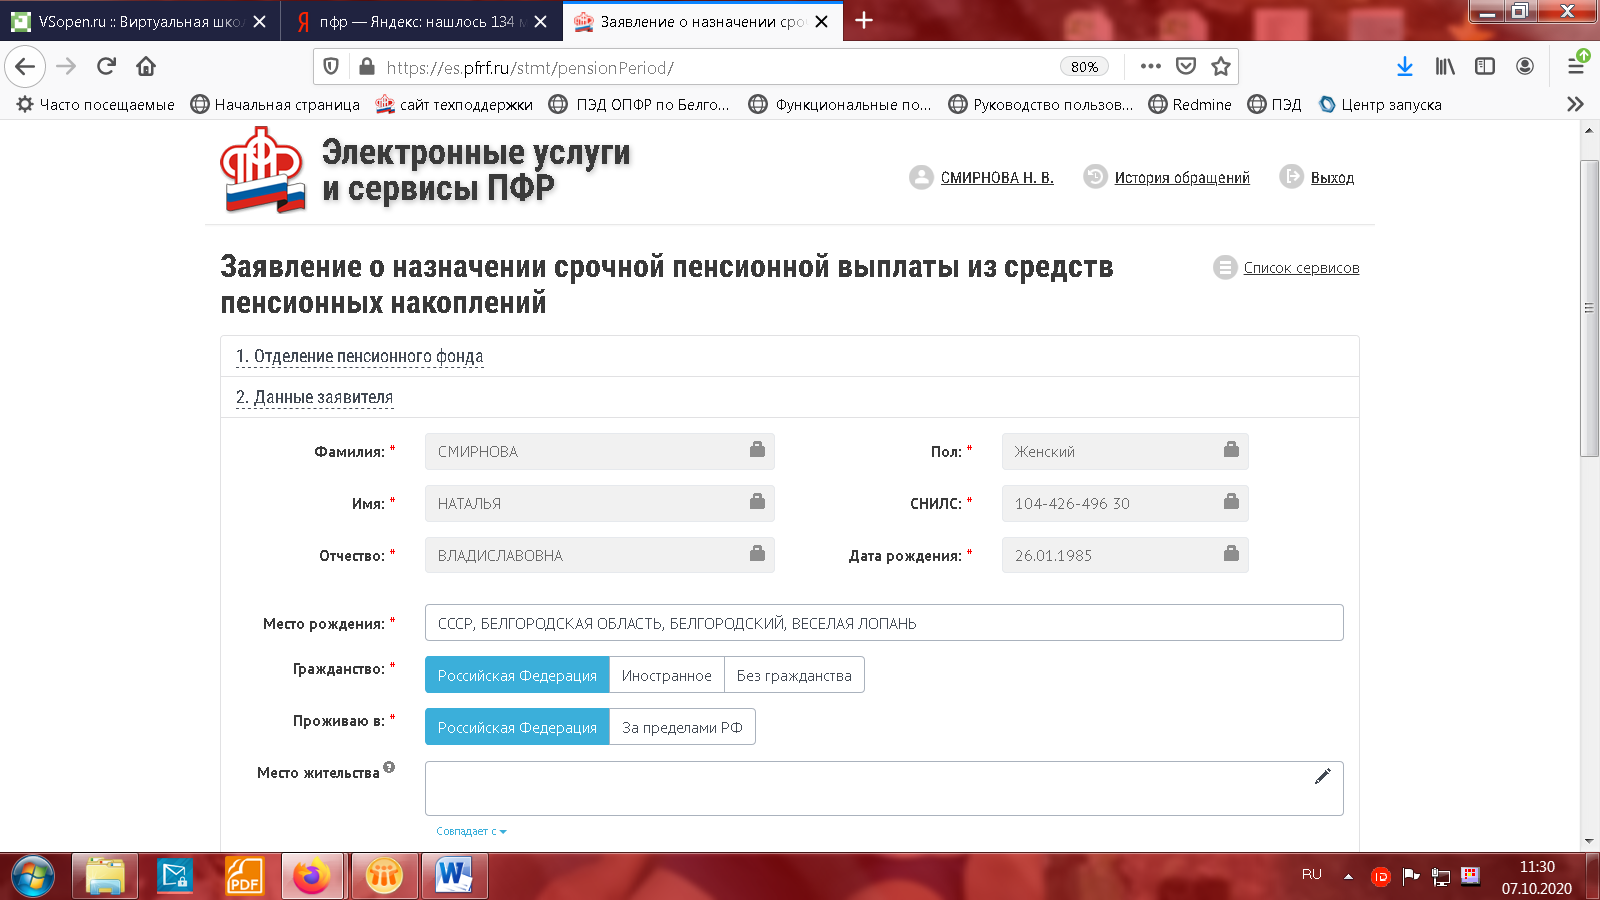 VSopen.ru :: Виртуальная шко
пфр — Яндекс: нашлось 134 м
Заявление о назначении сро
https://es.pfrf.ru/stmt/pensionPeriod/
80%
Часто посещаемые
Начальная страница
сайт техподдержки
ПЭД ОПФР по Белго...
Функциональные по...
Руководство пользов...
Redmine
ПЭД
Центр запуска
Электронные услуги
и сервисы ПФР
СМИРНОВА Н. В.
История обращений
Выход
Заявление о назначении срочной пенсионной выплаты из средств
пенсионных накоплений
Список сервисов
1. Отделение пенсионного фонда
2. Данные заявителя
Фамилия: * СМИРНОВА
Пол: * Женский
Имя: * НАТАЛЬЯ
СНИЛС: * 104-426-496 30
Отчество: * ВЛАДИСЛАВОВНА
Дата рождения: * 26.01.1985
Место рождения: * СССР, БЕЛГОРОДСКАЯ ОБЛАСТЬ, БЕЛГОРОДСКИЙ, ВЕСЕЛАЯ ЛОПАНЬ
Гражданство: * Российская Федерация Иностранное Без гражданства
Проживаю в: * Российская Федерация За пределами РФ
Место жительства ?
Совпадает с
PDF
W
RU
iD
11:30
07.10.2020